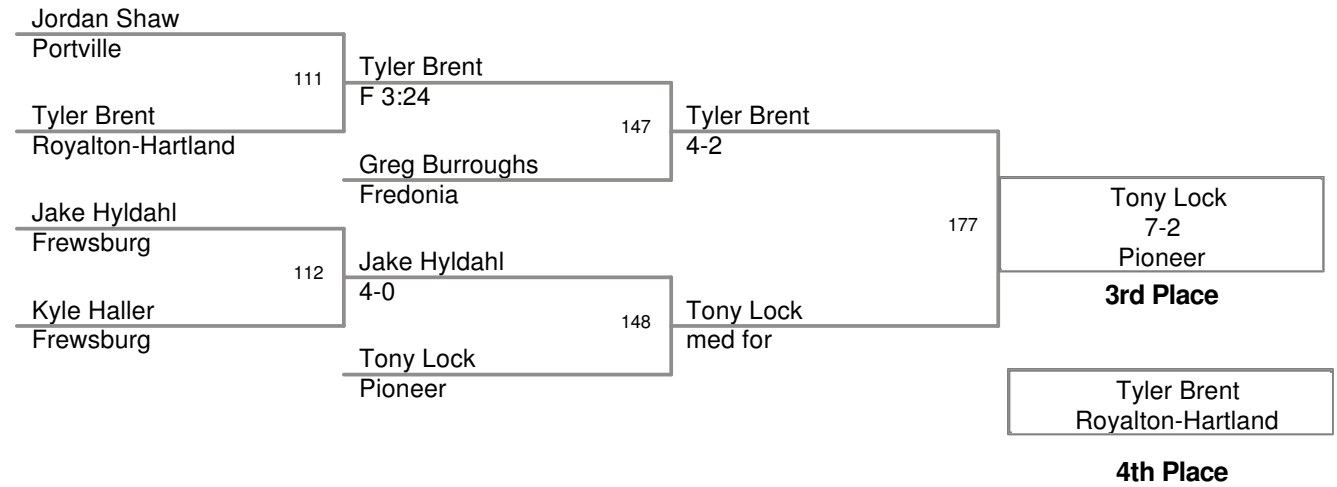 Jordan Shaw
Portville
111
Tyler Brent
F 3:24
Tyler Brent
Royalton-Hartland
147
Tyler Brent
4-2
Greg Burroughs
Fredonia
Jake Hyldahl
Frewsburg
177
Tony Lock
7-2
Pioneer
3rd Place
112
Jake Hyldahl
4-0
Kyle Haller
Frewsburg
148
Tony Lock
med for
Tony Lock
Pioneer
Tyler Brent
Royalton-Hartland
4th Place